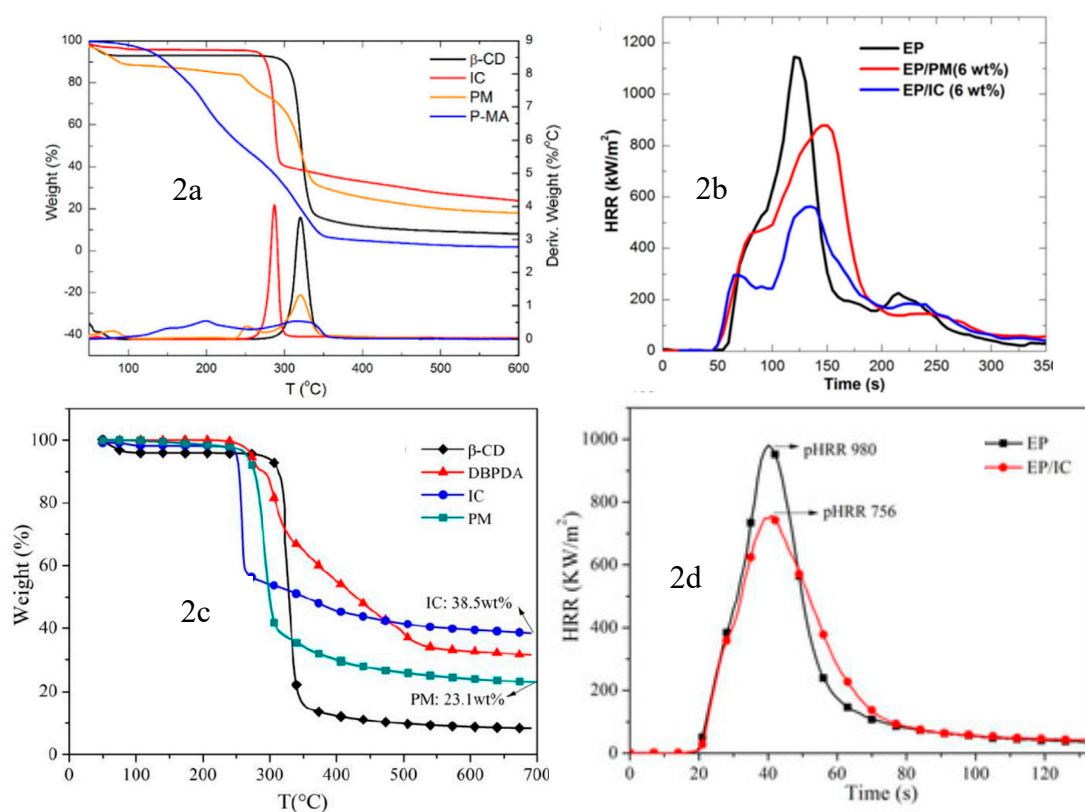 100
80
60
40
20
0
-20
-40
Weight (%)
9
8
7
6
5
4
3
2
1
0
Deriv. Weight (%/°C)
β-CD
IC
PM
P-MA
2a
100
200
300
400
500
600
T (°C)
1200
1000
800
600
400
200
0
HRR (kW/m²)
EP
EP/PM(6 wt%)
EP/IC (6 wt%)
2b
0
50
100
150
200
250
300
350
Time (s)
100
80
60
40
20
0
Weight (%)
β-CD
DBPDA
IC
PM
2c
IC: 38.5wt%
PM: 23.1wt%
0
100
200
300
400
500
600
700
T(°C)
1000
800
600
400
200
0
HRR (KW/m²)
pHRR 980
pHRR 756
EP
EP/IC
2d
0
20
40
60
80
100
120
Time (s)